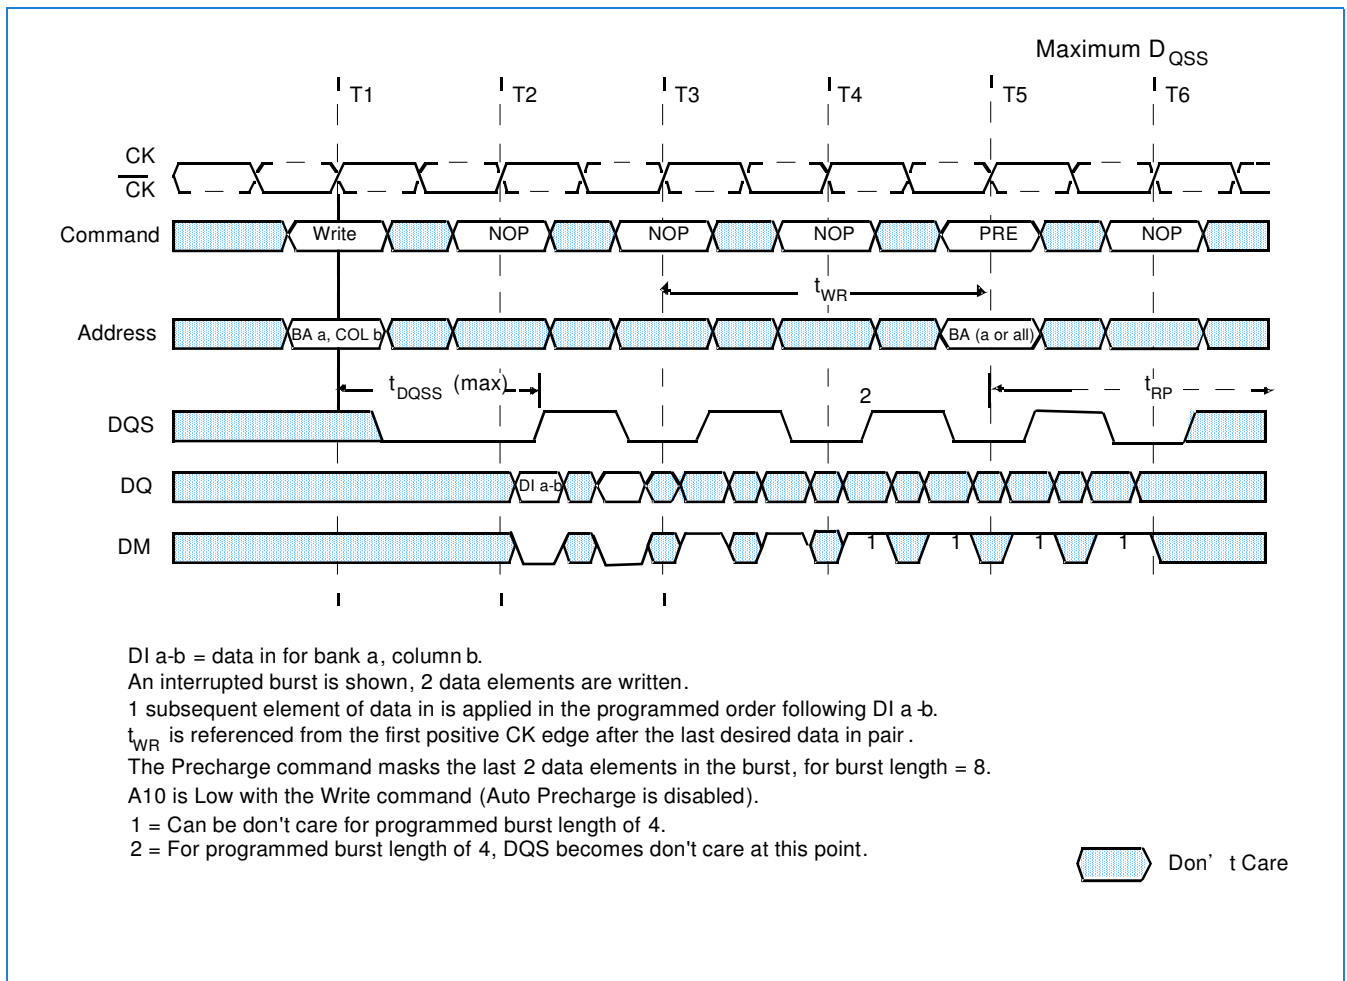 Maximum DQSS
T1 T2 T3 T4 T5 T6
CK
CK
Command Write NOP NOP NOP PRE NOP
tWR
Address BA a, COL b BA (a or all)
tDQSS (max) 2 tRP
DQS
DQ DI a-b
DM 1 1 1 1
DI a-b = data in for bank a, column b.
An interrupted burst is shown, 2 data elements are written.
1 subsequent element of data in is applied in the programmed order following DI a-b.
tWR is referenced from the first positive CK edge after the last desired data in pair.
The Precharge command masks the last 2 data elements in the burst, for burst length = 8.
A10 is Low with the Write command (Auto Precharge is disabled).
1 = Can be don't care for programmed burst length of 4.
2 = For programmed burst length of 4, DQS becomes don't care at this point.
Don’t Care